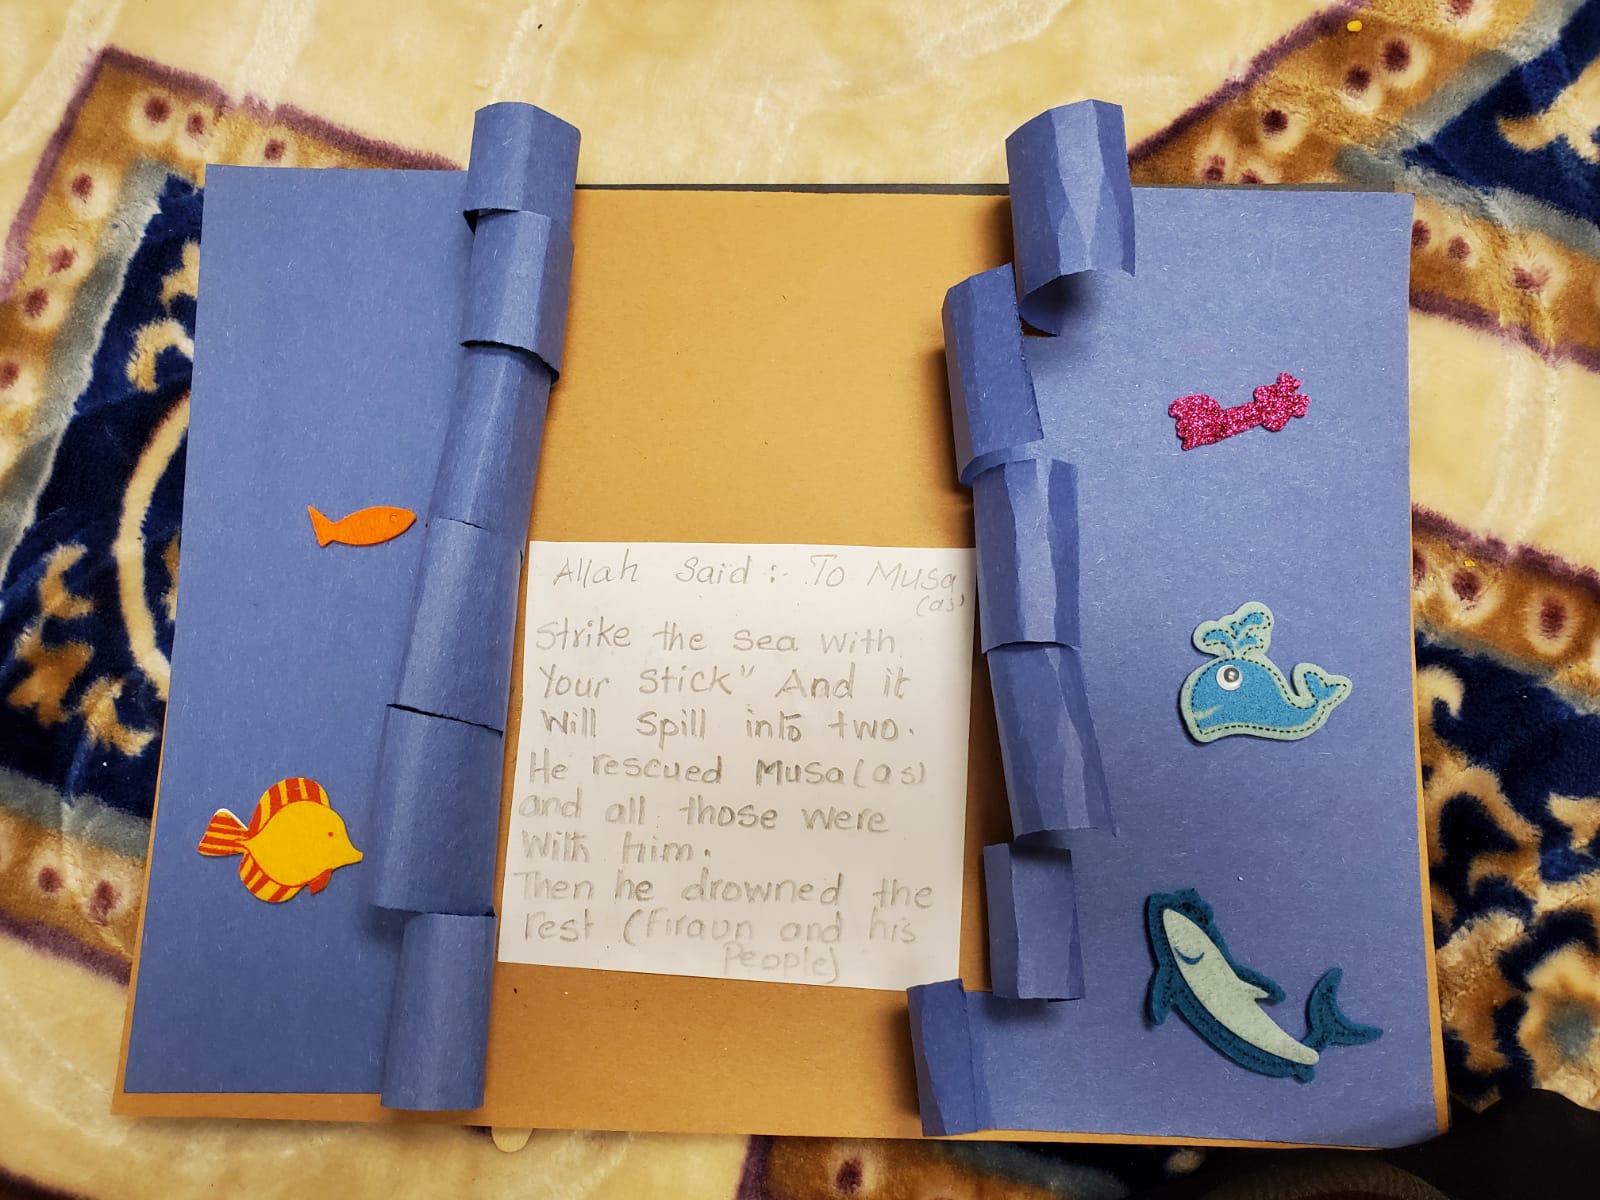 Allah Said :- To Musa
(as)
Strike the sea with
Your Stick" And it
Will spill into two.
He rescued Musa (as)
and all those were
With him.
Then he drowned the
rest (Firaun and his
People)